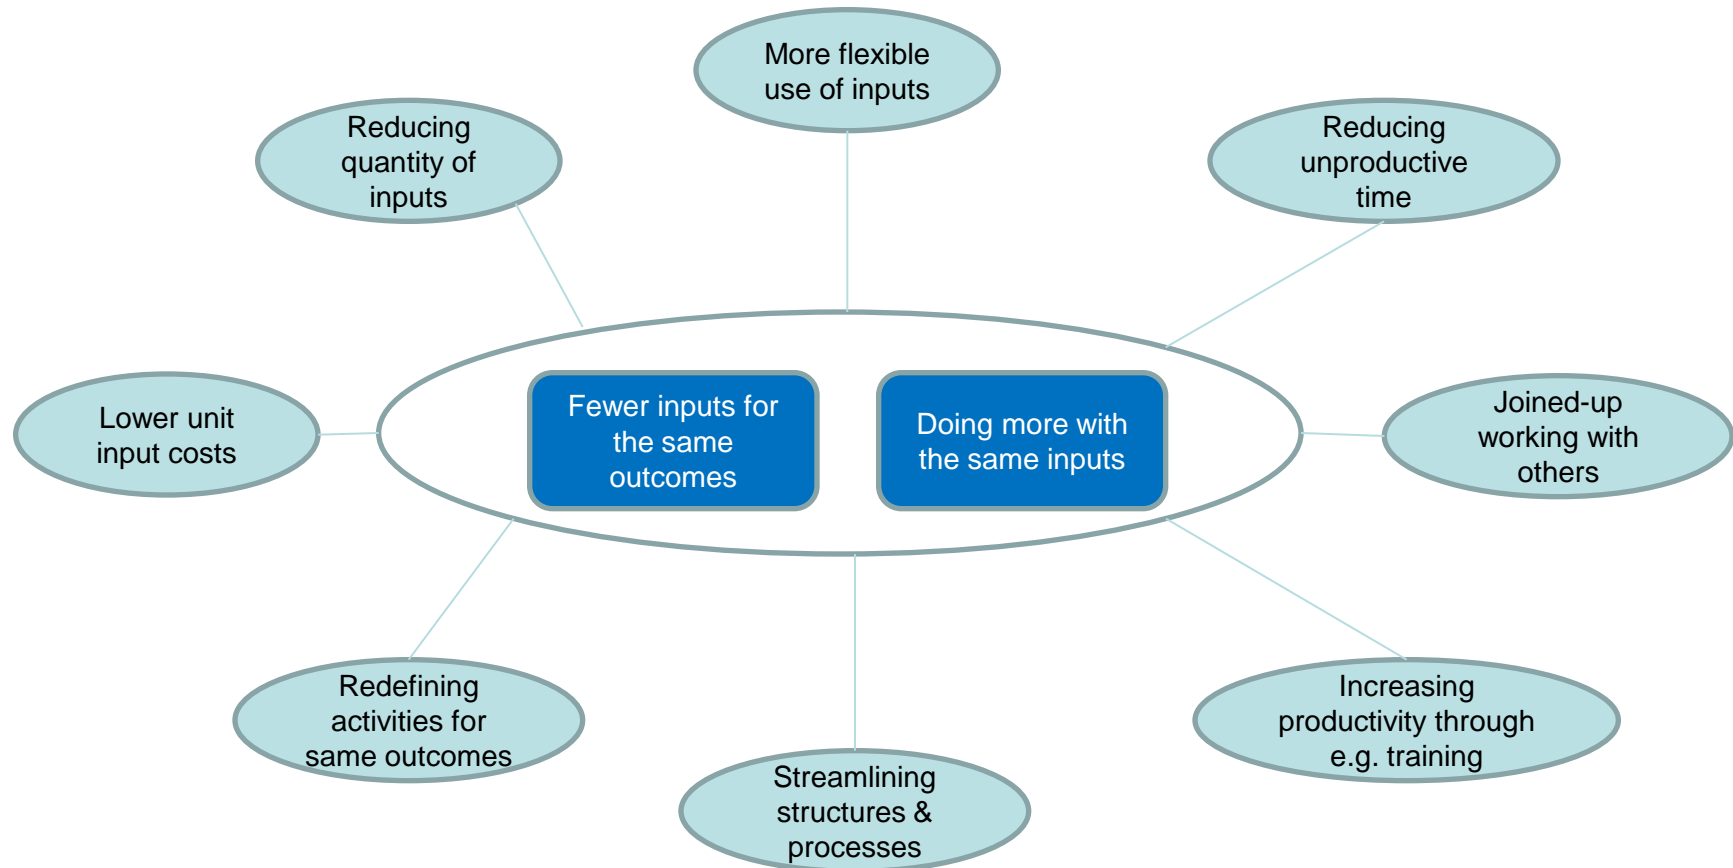 More flexible
use of inputs
Reducing
quantity of
inputs
Reducing
unproductive
time
Lower unit
input costs
Fewer inputs for
the same
outcomes
Doing more with
the same inputs
Joined-up
working with
others
Redefining
activities for
same outcomes
Streamlining
structures &
processes
Increasing
productivity through
e.g. training